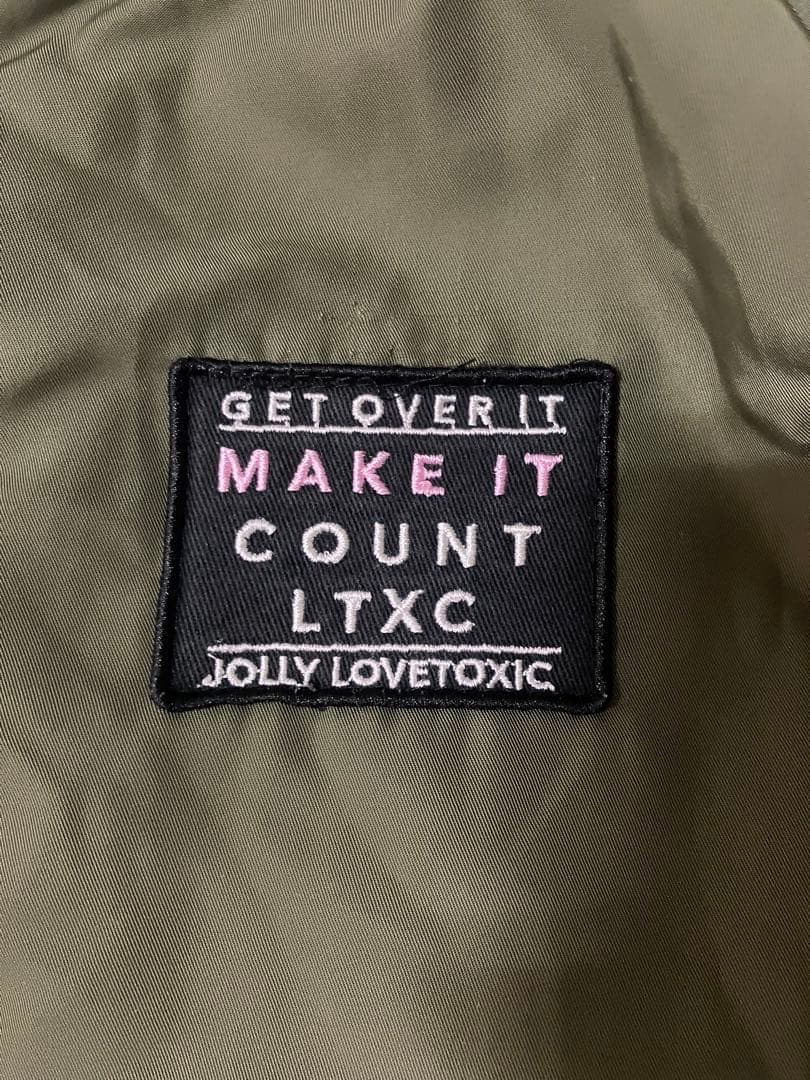 GET OVER IT
MAKE IT
COUNT
LTXC
JOLLY LOVETOXIC